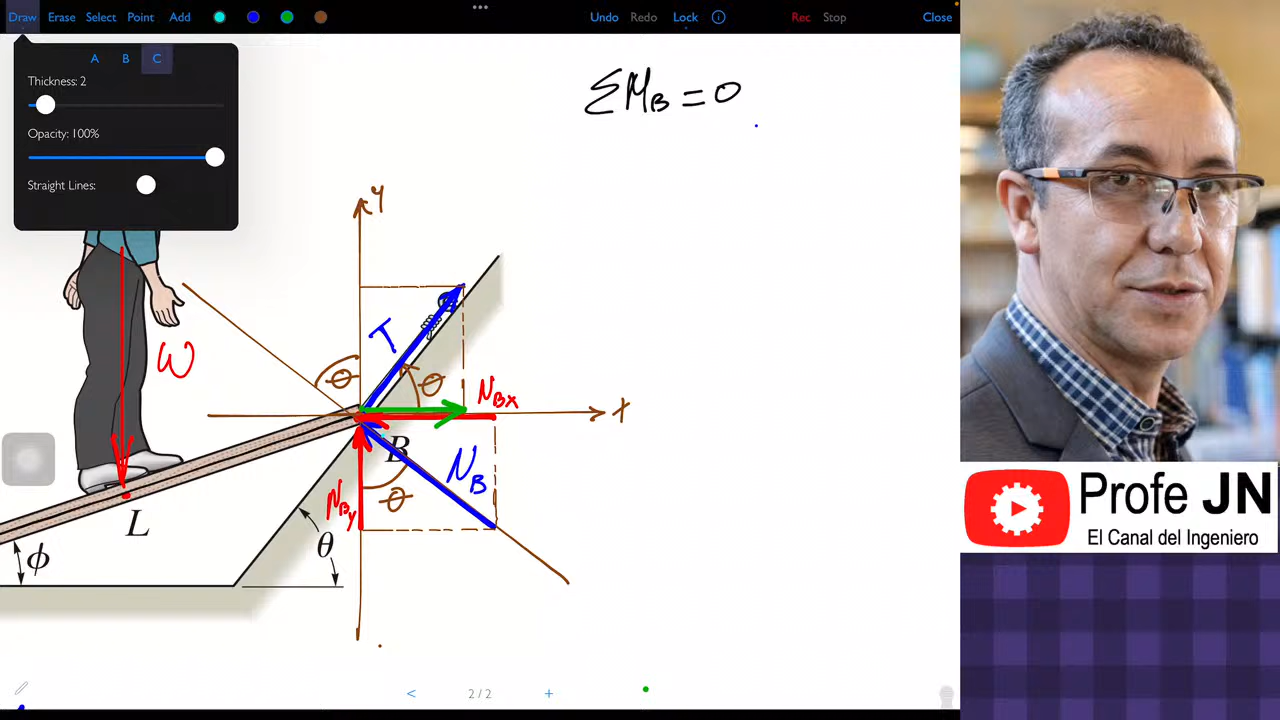 Draw Erase Select Point Add Undo Redo Lock Rec Stop Close
A B C
Thickness: 2
Opacity: 100%
Straight Lines:
ΣM_B = 0
y
W
θ
T
θ
N_Bx
x
B
N_B
N_By
θ
L
θ
ϕ
Profe JN
El Canal del Ingeniero
< 2 / 2 +